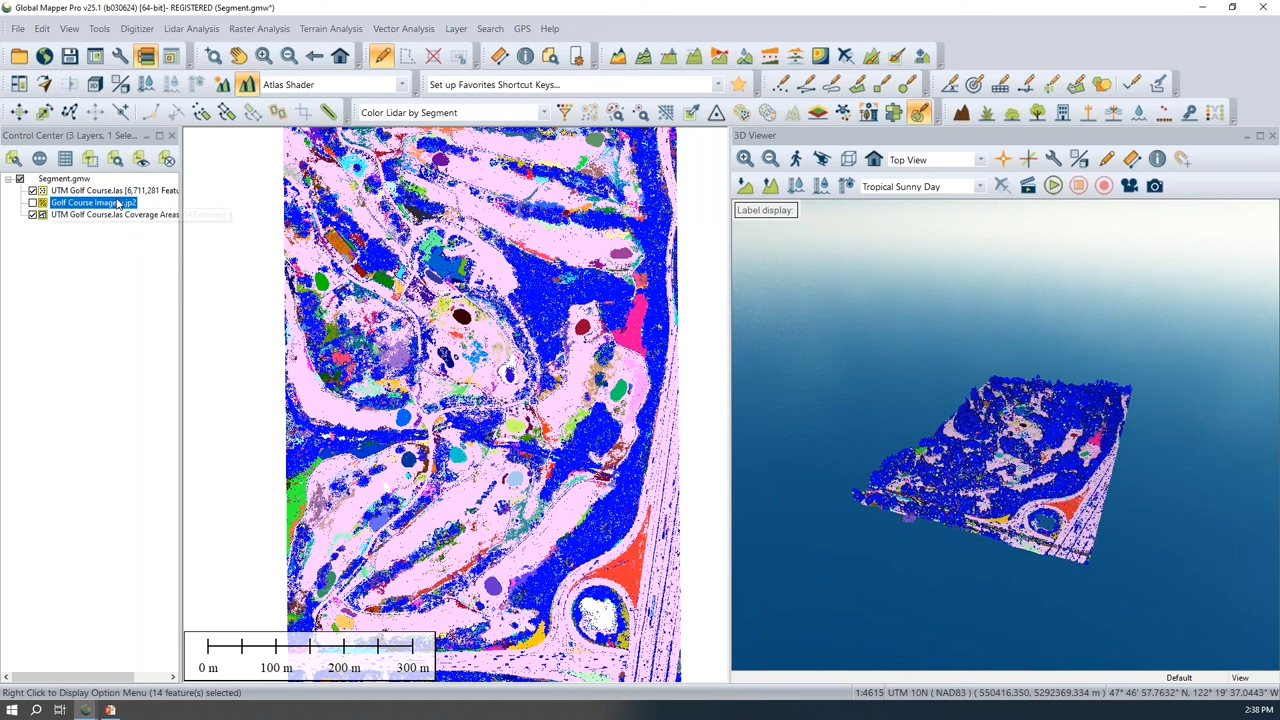 Global Mapper Pro v25.1 (b030624) [64-bit]- REGISTERED (Segment.gmw*)
File Edit View Tools Digitizer Lidar Analysis Raster Analysis Terrain Analysis Vector Analysis Layer Search GPS Help
Atlas Shader
Set up Favorites Shortcut Keys...
Color Lidar by Segment
Control Center (3 Layers, 1 Sele...
3D Viewer
Top View
Segment.gmw
UTM Golf Course.las [6,711,281 Featu
Tropical Sunny Day
Golf Course Image
.jp2
Label display:
UTM Golf Course.las Coverage Areas
0 m 100 m 200 m 300 m
Default View
Right Click to Display Option Menu (14 feature(s) selected)
1:4615 UTM 10N ( NAD83) ( 550416.350, 5292369.334 m ) 47° 46' 57.7632" N, 122° 19' 37.0443" W
2:38 PM